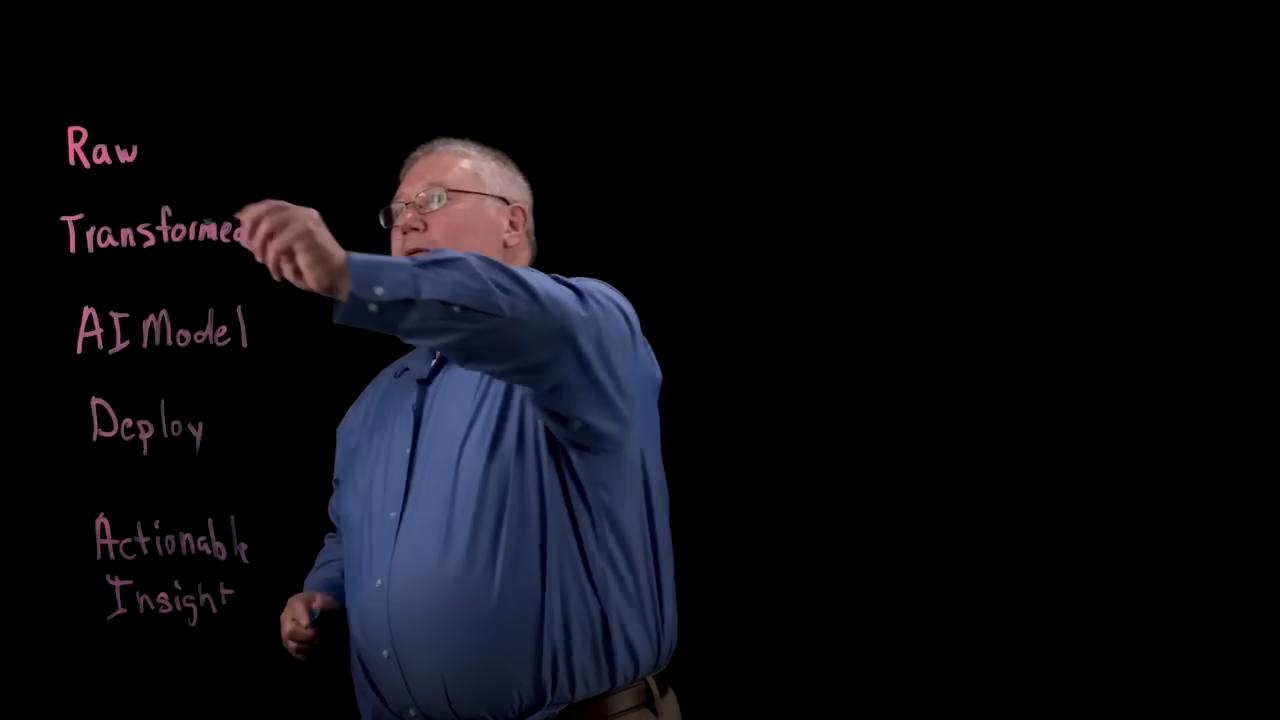 Raw
Transformed
AI Model
Deploy
Actionable
Insight